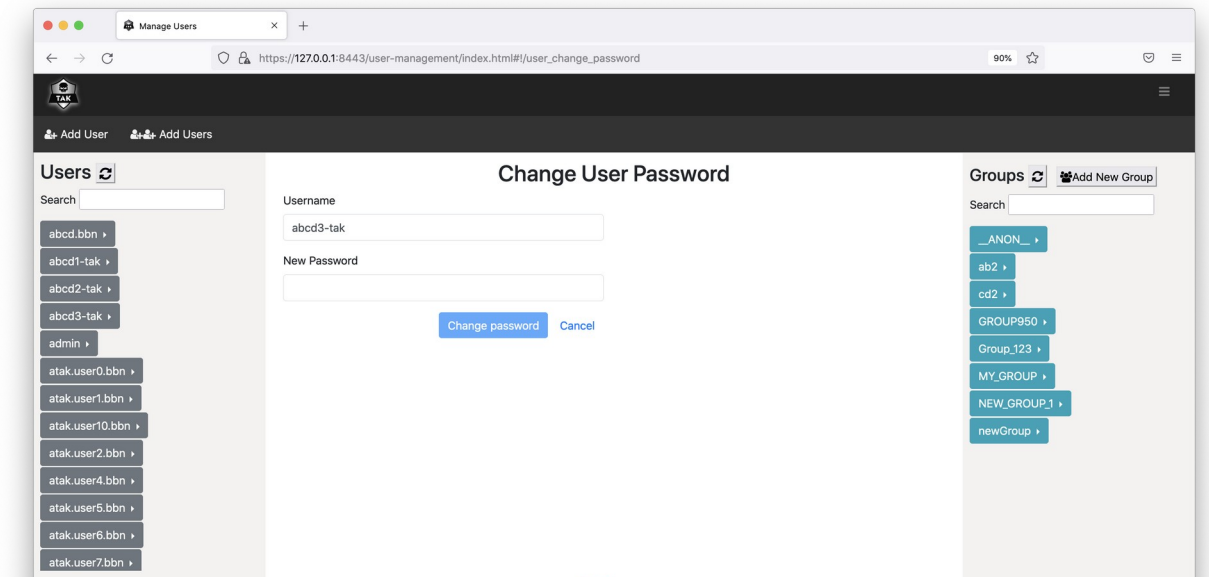 Manage Users
https://127.0.0.1:8443/user-management/index.html#!/user_change_password
90%
TAK
Add User
Add Users
Users
Search
abcd.bbn
abcd1-tak
abcd2-tak
abcd3-tak
admin
atak.user0.bbn
atak.user1.bbn
atak.user10.bbn
atak.user2.bbn
atak.user4.bbn
atak.user5.bbn
atak.user6.bbn
atak.user7.bbn
Change User Password
Username
abcd3-tak
New Password
Change password Cancel
Groups
Add New Group
Search
__ANON__
ab2
cd2
GROUP950
Group_123
MY_GROUP
NEW_GROUP_1
newGroup